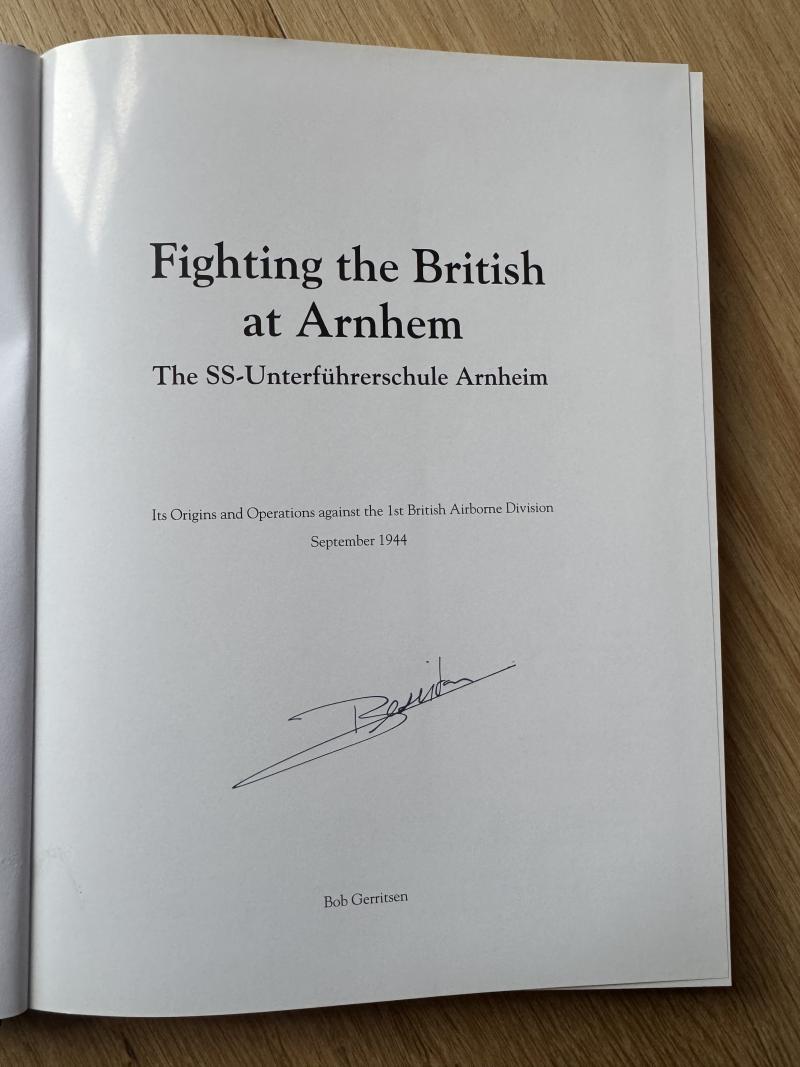 Fighting the British
at Arnhem
The SS-Unterführerschule Arnheim
Its Origins and Operations against the 1st British Airborne Division
September 1944
Bob Gerritsen